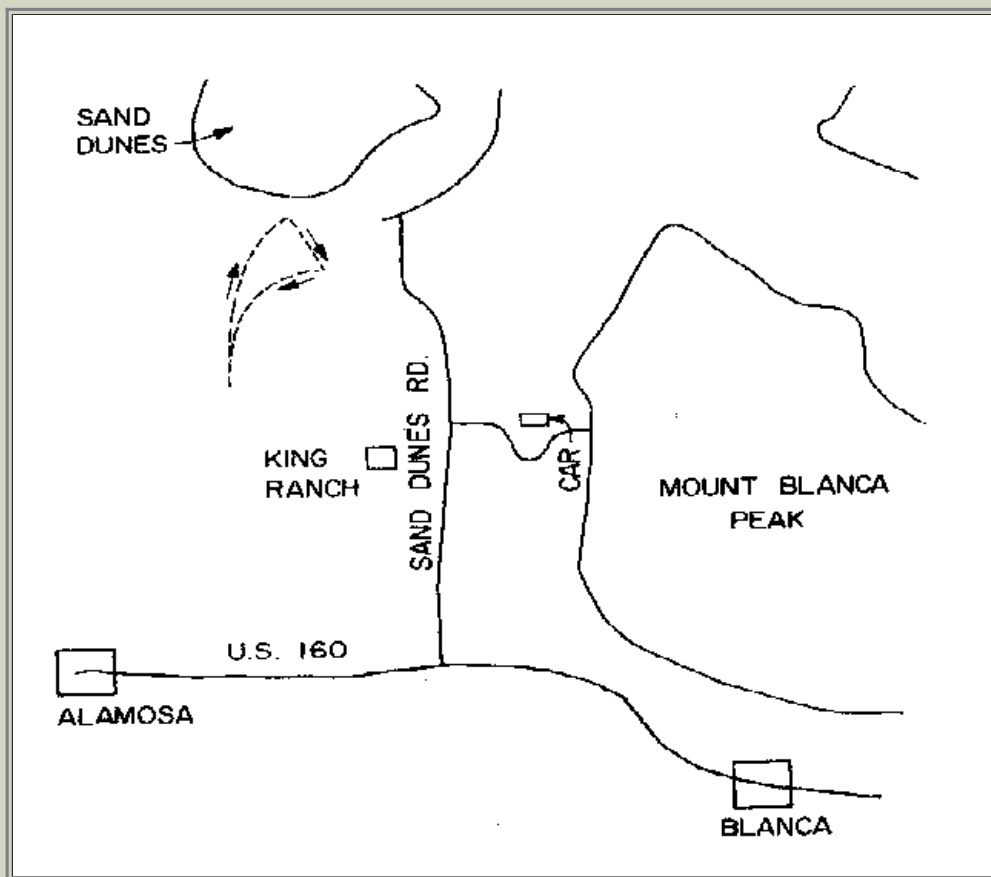 SAND
DUNES
SAND DUNES RD.
KING
RANCH
CAR
MOUNT BLANCA
PEAK
U.S. 160
ALAMOSA
BLANCA